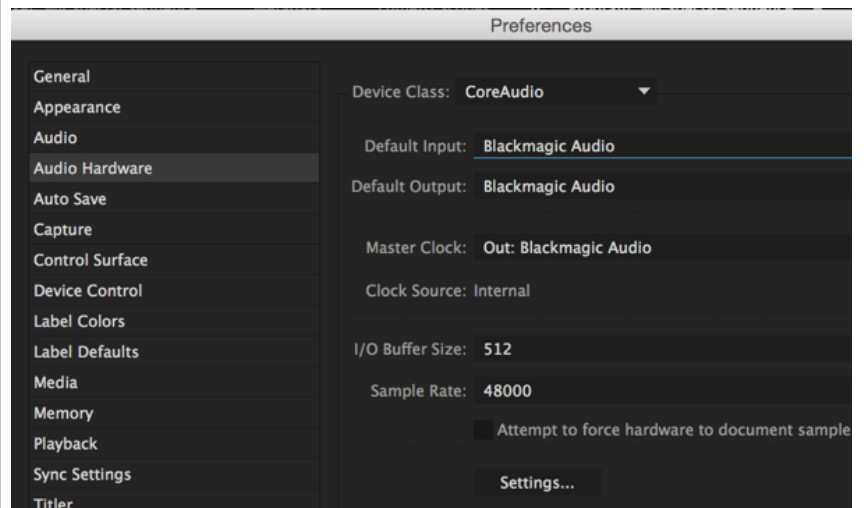 Preferences
General
Appearance
Audio
Audio Hardware
Auto Save
Capture
Control Surface
Device Control
Label Colors
Label Defaults
Media
Memory
Playback
Sync Settings
Titler
Device Class: CoreAudio
Default Input: Blackmagic Audio
Default Output: Blackmagic Audio
Master Clock: Out: Blackmagic Audio
Clock Source: Internal
I/O Buffer Size: 512
Sample Rate: 48000
Attempt to force hardware to document sample
Settings...